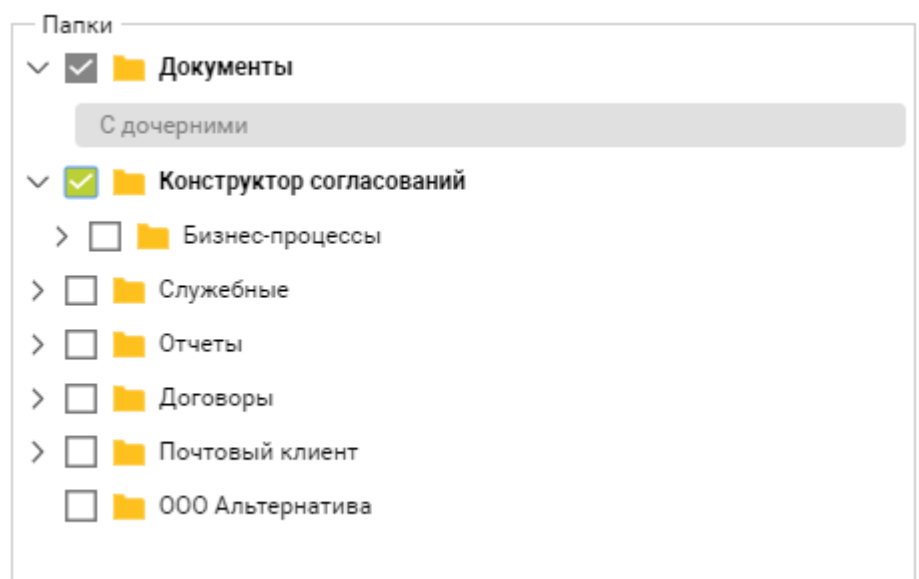 Папки
Документы
С дочерними
Конструктор согласований
Бизнес-процессы
Служебные
Отчеты
Договоры
Почтовый клиент
ООО Альтернатива